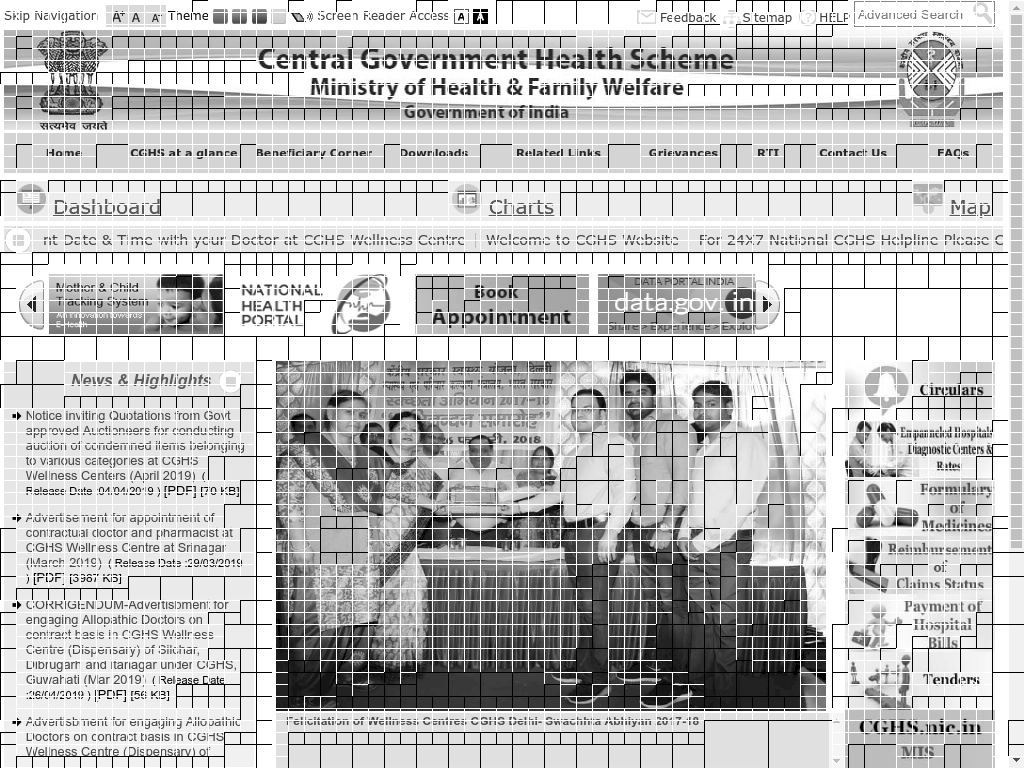 Skip Navigation A+ A A- Theme Screen Reader Access A A Feedback Sitemap HELP Advanced Search
Central Government Health Scheme
Ministry of Health & Family Welfare
Government of India
सत्यमेव जयते
Home CGHS at a glance Beneficiary Corner Downloads Related Links Grievances RTI Contact Us FAQs
Dashboard Charts Map
nt Date & Time with your Doctor at CGHS Wellness Centre | Welcome to CGHS Website For 24X7 National CGHS Helpline Please C
Mother & Child
Tracking System
An innovation towards
E-Health
NATIONAL
HEALTH
PORTAL
Book
Appointment
DATA PORTAL INDIA
data.gov.in
Share > Experience > Explor
News & Highlights
Notice inviting Quotations from Govt
approved Auctioneers for conducting
auction of condemned items belonging
to various categories at CGHS
Wellness Centers (April 2019) (
Release Date :04/04/2019 ) [PDF] [70 KB]
Advertisement for appointment of
contractual doctor and pharmacist at
CGHS Wellness Centre at Srinagar
(March 2019) ( Release Date :29/03/2019
) [PDF] [3967 KB]
CORRIGENDUM-Advertisbment for
engaging Allopathic Doctors on
contract basis in CGHS Wellness
Centre (Dispensary) of Silchar,
Dibrugarh and Itanagar under CGHS,
Guwahati (Mar 2019) ( Release Date
:26/04/2019 ) [PDF] [56 KB]
Advertisbment for engaging Allopathic
Doctors on contract basis in CGHS
Wellness Centre (Dispensary) of
2018
Felicitation of Wellness Centres CGHS Delhi- Swachhta Abhiyan 2017-18
Circulars
Empanneled Hospitals
Diagnostic Centers &
Rates
Formulary
of
Medicines
Reimbursement
of
Claims Status
Payment of
Hospital
Bills
Tenders
CGHS.nic.in
MIS